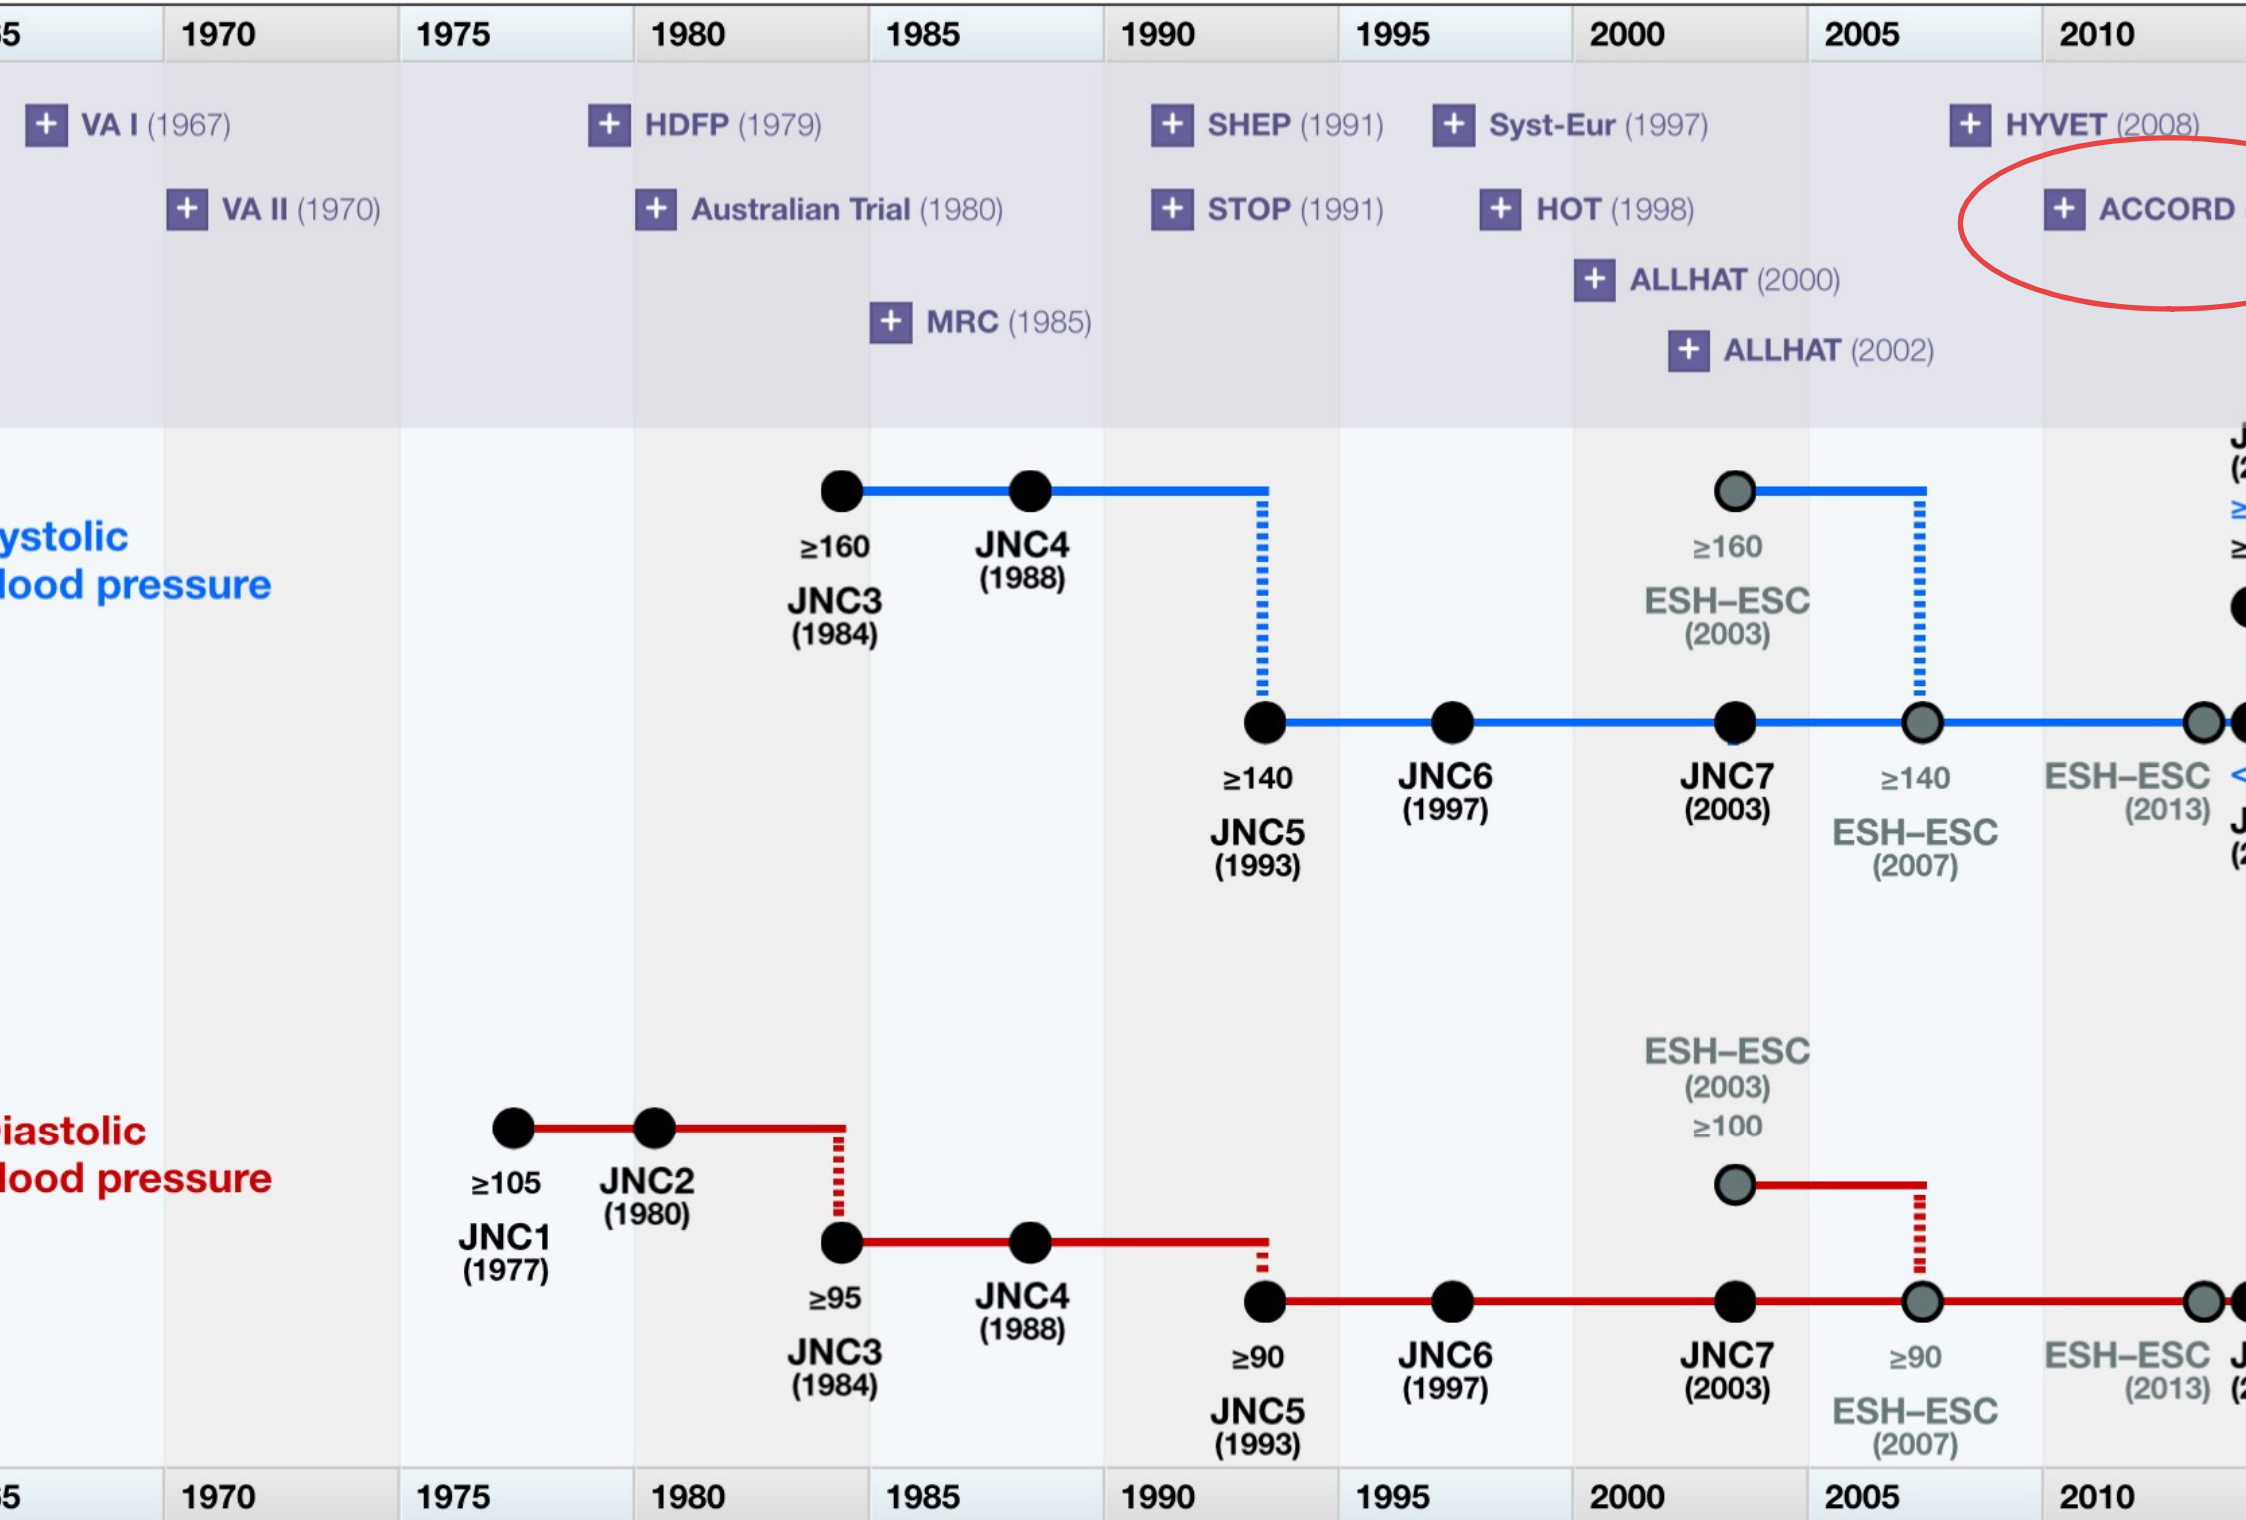 5 1970 1975 1980 1985 1990 1995 2000 2005 2010
+ VA I (1967) + HDFP (1979) + SHEP (1991) + Syst-Eur (1997) + HYVET (2008)
+ VA II (1970) + Australian Trial (1980) + STOP (1991) + HOT (1998) + ACCORD
+ ALLHAT (2000)
+ MRC (1985)
+ ALLHAT (2002)
ystolic
lood pressure
≥160
JNC3
(1984)
JNC4
(1988)
≥160
ESH–ESC
(2003)
≥140
JNC5
(1993)
JNC6
(1997)
JNC7
(2003)
≥140
ESH–ESC
(2007)
ESH–ESC
(2013)
iastolic
lood pressure
≥105
JNC1
(1977)
JNC2
(1980)
≥95
JNC3
(1984)
JNC4
(1988)
ESH–ESC
(2003)
≥100
≥90
JNC5
(1993)
JNC6
(1997)
JNC7
(2003)
≥90
ESH–ESC
(2007)
ESH–ESC
(2013)
5 1970 1975 1980 1985 1990 1995 2000 2005 2010